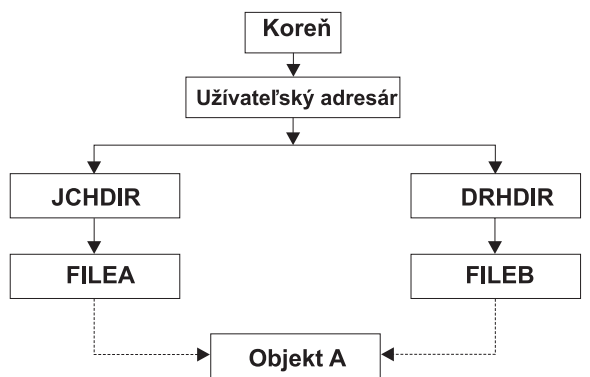 Koreň
Užívateľský adresár
JCHDIR
DRHDIR
FILEA
FILEB
Objekt A